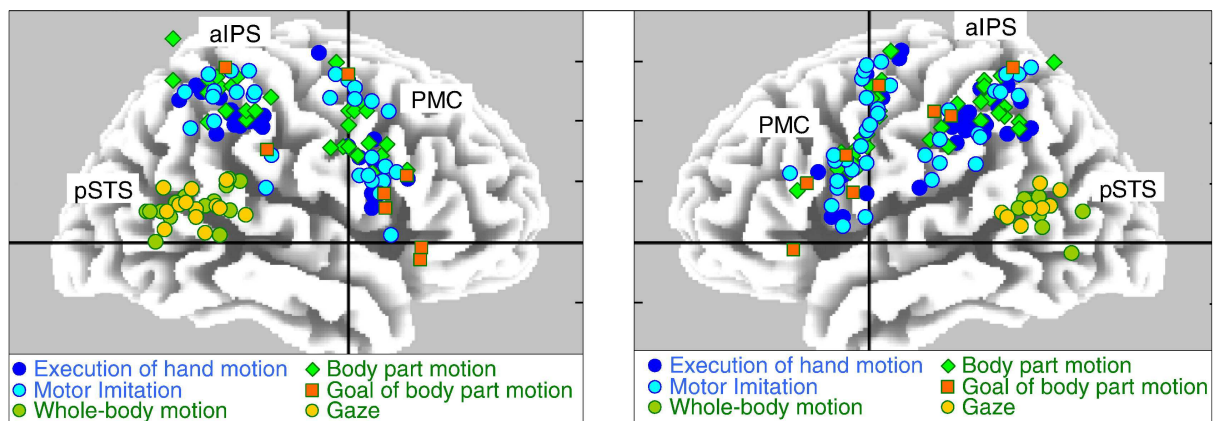 aIPS
PMC
pSTS
Execution of hand motion
Body part motion
Motor Imitation
Goal of body part motion
Whole-body motion
Gaze
aIPS
PMC
pSTS
Execution of hand motion
Body part motion
Motor Imitation
Goal of body part motion
Whole-body motion
Gaze